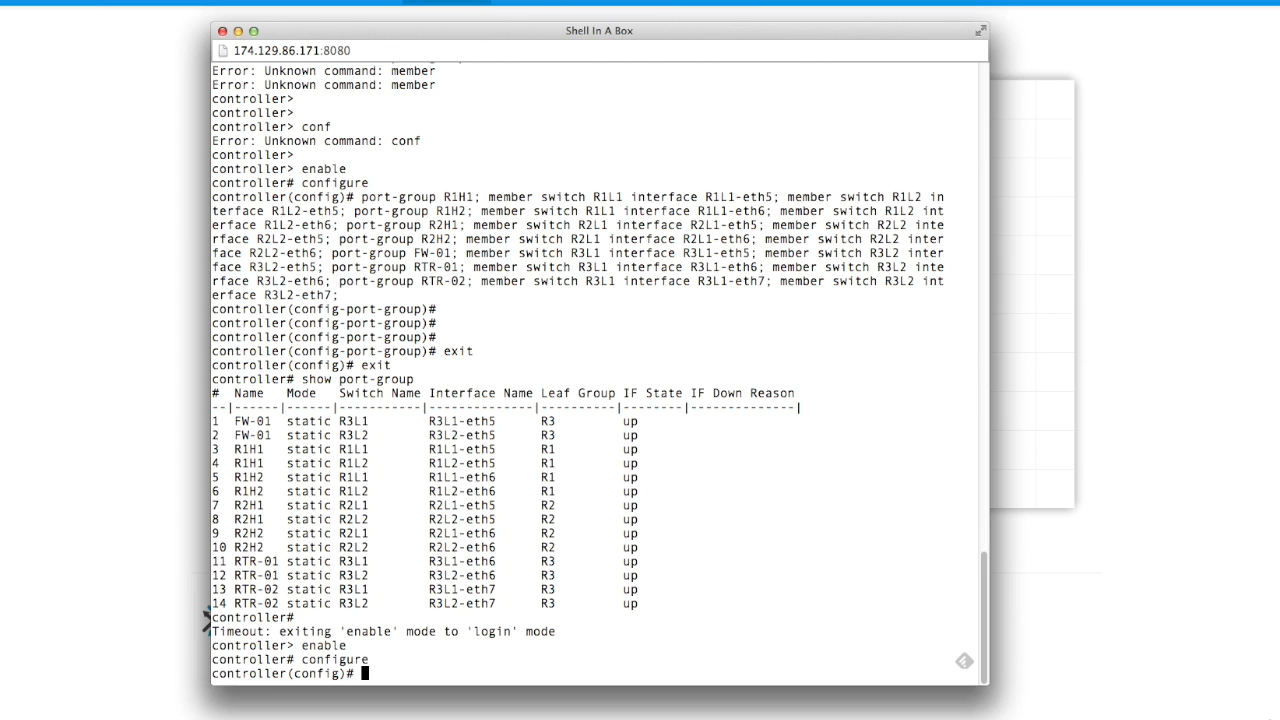 Shell In A Box
174.129.86.171:8080
Error: Unknown command: member
Error: Unknown command: member
controller>
controller>
controller> conf
Error: Unknown command: conf
controller>
controller> enable
controller# configure
controller(config)# port-group R1H1; member switch R1L1 interface R1L1-eth5; member switch R1L2 in
terface R1L2-eth5; port-group R1H2; member switch R1L1 interface R1L1-eth6; member switch R1L2 int
erface R1L2-eth6; port-group R2H1; member switch R2L1 interface R2L1-eth5; member switch R2L2 inte
rface R2L2-eth5; port-group R2H2; member switch R2L1 interface R2L1-eth6; member switch R2L2 inter
face R2L2-eth6; port-group FW-01; member switch R3L1 interface R3L1-eth5; member switch R3L2 inter
face R3L2-eth5; port-group RTR-01; member switch R3L1 interface R3L1-eth6; member switch R3L2 inte
rface R3L2-eth6; port-group RTR-02; member switch R3L1 interface R3L1-eth7; member switch R3L2 int
erface R3L2-eth7;
controller(config-port-group)#
controller(config-port-group)#
controller(config-port-group)#
controller(config-port-group)# exit
controller(config)# exit
controller# show port-group
#  Name   Mode   Switch Name Interface Name Leaf Group IF State IF Down Reason
--|------|------|-----------|--------------|----------|--------|--------------|
1  FW-01  static R3L1        R3L1-eth5      R3         up
2  FW-01  static R3L2        R3L2-eth5      R3         up
3  R1H1   static R1L1        R1L1-eth5      R1         up
4  R1H1   static R1L2        R1L2-eth5      R1         up
5  R1H2   static R1L1        R1L1-eth6      R1         up
6  R1H2   static R1L2        R1L2-eth6      R1         up
7  R2H1   static R2L1        R2L1-eth5      R2         up
8  R2H1   static R2L2        R2L2-eth5      R2         up
9  R2H2   static R2L1        R2L1-eth6      R2         up
10 R2H2   static R2L2        R2L2-eth6      R2         up
11 RTR-01 static R3L1        R3L1-eth6      R3         up
12 RTR-01 static R3L2        R3L2-eth6      R3         up
13 RTR-02 static R3L1        R3L1-eth7      R3         up
14 RTR-02 static R3L2        R3L2-eth7      R3         up
controller#
Timeout: exiting 'enable' mode to 'login' mode
controller> enable
controller# configure
controller(config)#